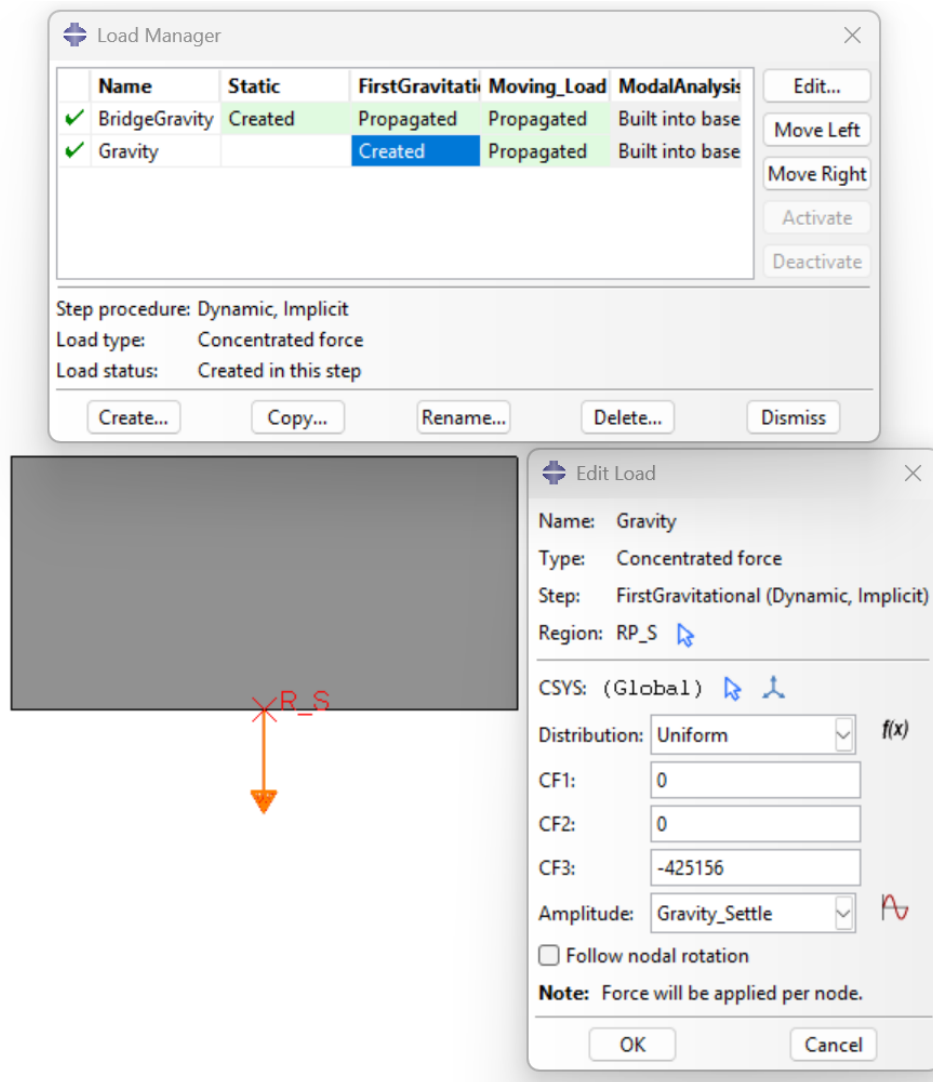 Load Manager
Name Static FirstGravitati Moving_Load ModalAnalysis Edit...
BridgeGravity Created Propagated Propagated Built into base Move Left
Gravity Created Propagated Built into base
Move Right
Activate
Deactivate
Step procedure: Dynamic, Implicit
Load type: Concentrated force
Load status: Created in this step
Create... Copy... Rename... Delete... Dismiss
R_S
Edit Load
Name: Gravity
Type: Concentrated force
Step: FirstGravitational (Dynamic, Implicit)
Region: RP_S
CSYS: (Global)
Distribution: Uniform f(x)
CF1: 0
CF2: 0
CF3: -425156
Amplitude: Gravity_Settle
Follow nodal rotation
Note: Force will be applied per node.
OK Cancel